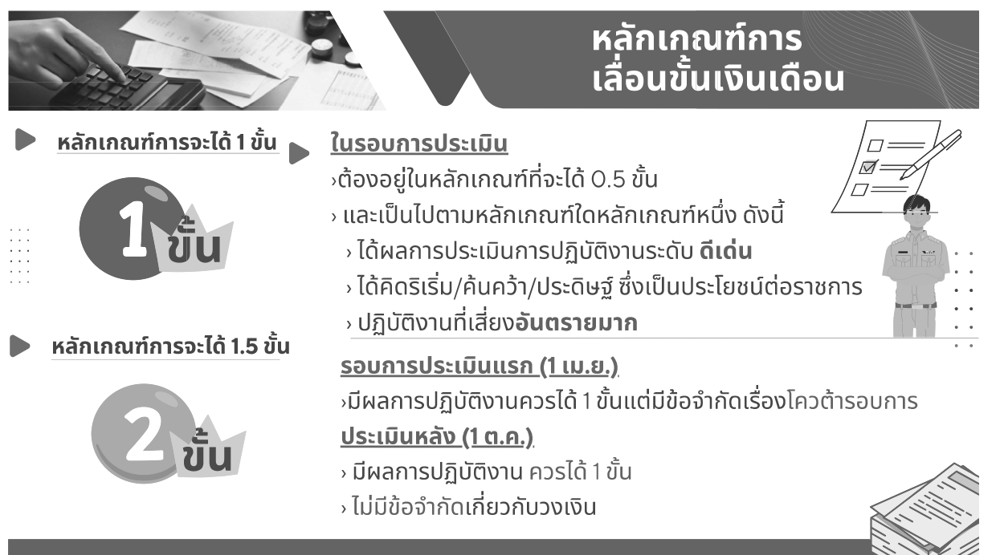 หลักเกณฑ์การ
เลื่อนขั้นเงินเดือน
หลักเกณฑ์การจะได้ 1 ขั้น
1
ขั้น
ในรอบการประเมิน
›ต้องอยู่ในหลักเกณฑ์ที่จะได้ 0.5 ขั้น
› และเป็นไปตามหลักเกณฑ์ใดหลักเกณฑ์หนึ่ง ดังนี้
› ได้ผลการประเมินการปฏิบัติงานระดับ ดีเด่น
› ได้คิดริเริ่ม/ค้นคว้า/ประดิษฐ์ ซึ่งเป็นประโยชน์ต่อราชการ
› ปฏิบัติงานที่เสี่ยงอันตรายมาก
หลักเกณฑ์การจะได้ 1.5 ขั้น
2
ขั้น
รอบการประเมินแรก (1 เม.ย.)
›มีผลการปฏิบัติงานควรได้ 1 ขั้นแต่มีข้อจำกัดเรื่องโควต้ารอบการ
ประเมินหลัง (1 ต.ค.)
› มีผลการปฏิบัติงาน ควรได้ 1 ขั้น
› ไม่มีข้อจำกัดเกี่ยวกับวงเงิน